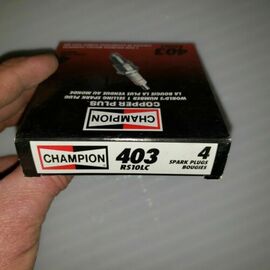 403
LA BOUGIE LA PLUS VENDUE AU MONDE
WORLD'S NUMBER 1 SELLING SPARK PLUG
COPPER PLUS
CHAMPION
CHAMPION
403
RS10LC
4
SPARK PLUGS
BOUGIES